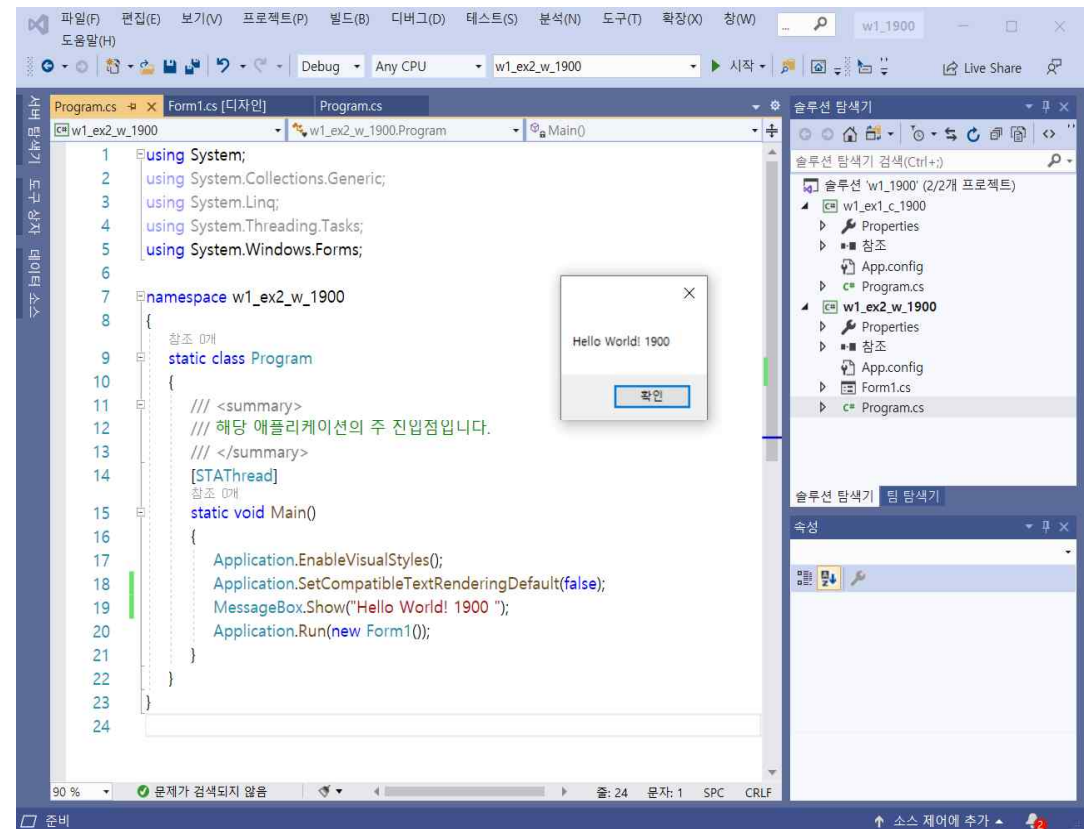 파일(F) 편집(E) 보기(V) 프로젝트(P) 빌드(B) 디버그(D) 테스트(S) 분석(N) 도구(T) 확장(X) 창(W) ... w1_1900
도움말(H)
Debug Any CPU w1_ex2_w_1900 시작 Live Share
서버 탐색기 도구 상자 데이터 소스
Program.cs Form1.cs [디자인] Program.cs
w1_ex2_w_1900 w1_ex2_w_1900.Program Main()
1 using System;
2 using System.Collections.Generic;
3 using System.Linq;
4 using System.Threading.Tasks;
5 using System.Windows.Forms;
6
7 namespace w1_ex2_w_1900
8 {
참조 0개
9 static class Program
10 {
11 /// <summary>
12 /// 해당 애플리케이션의 주 진입점입니다.
13 /// </summary>
14 [STAThread]
참조 0개
15 static void Main()
16 {
17 Application.EnableVisualStyles();
18 Application.SetCompatibleTextRenderingDefault(false);
19 MessageBox.Show("Hello World! 1900 ");
20 Application.Run(new Form1());
21 }
22 }
23 }
24
Hello World! 1900
확인
90 % 문제가 검색되지 않음 줄: 24 문자: 1 SPC CRLF
솔루션 탐색기
솔루션 탐색기 검색(Ctrl+;)
솔루션 'w1_1900' (2/2개 프로젝트)
w1_ex1_c_1900
Properties
참조
App.config
Program.cs
w1_ex2_w_1900
Properties
참조
App.config
Form1.cs
Program.cs
솔루션 탐색기 팀 탐색기
속성
준비 소스 제어에 추가 2